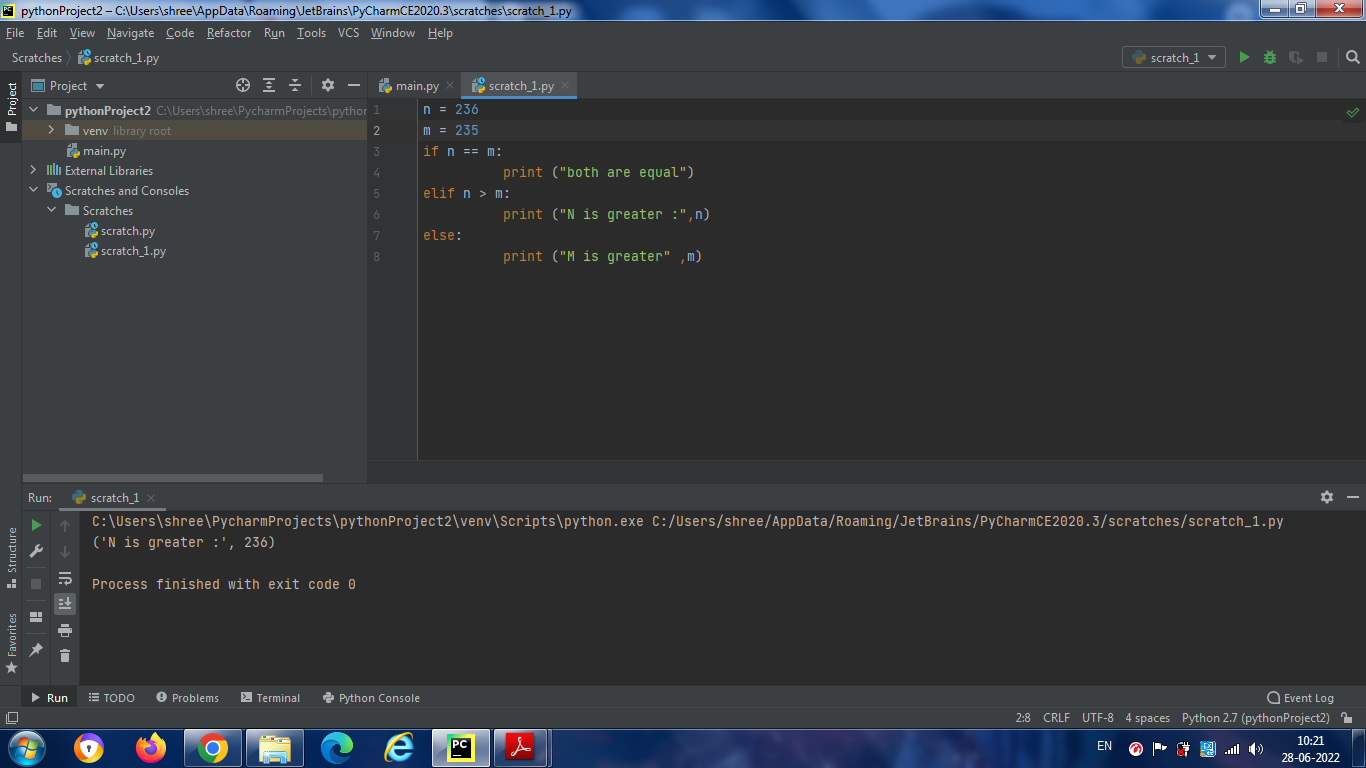 pythonProject2 – C:\Users\shree\AppData\Roaming\JetBrains\PyCharmCE2020.3\scratches\scratch_1.py
File Edit View Navigate Code Refactor Run Tools VCS Window Help
Scratches scratch_1.py
scratch_1
Project
Project
main.py scratch_1.py
pythonProject2 C:\Users\shree\PycharmProjects\python
venv library root
main.py
External Libraries
Scratches and Consoles
Scratches
scratch.py
scratch_1.py
1 n = 236
2 m = 235
3 if n == m:
4 print ("both are equal")
5 elif n > m:
6 print ("N is greater :",n)
7 else:
8 print ("M is greater" ,m)
Run: scratch_1
C:\Users\shree\PycharmProjects\pythonProject2\venv\Scripts\python.exe C:/Users/shree/AppData/Roaming/JetBrains/PyCharmCE2020.3/scratches/scratch_1.py
('N is greater :', 236)
Process finished with exit code 0
Structure
Favorites
Run TODO Problems Terminal Python Console Event Log
2:8 CRLF UTF-8 4 spaces Python 2.7 (pythonProject2)
PC
EN
10:21
28-06-2022